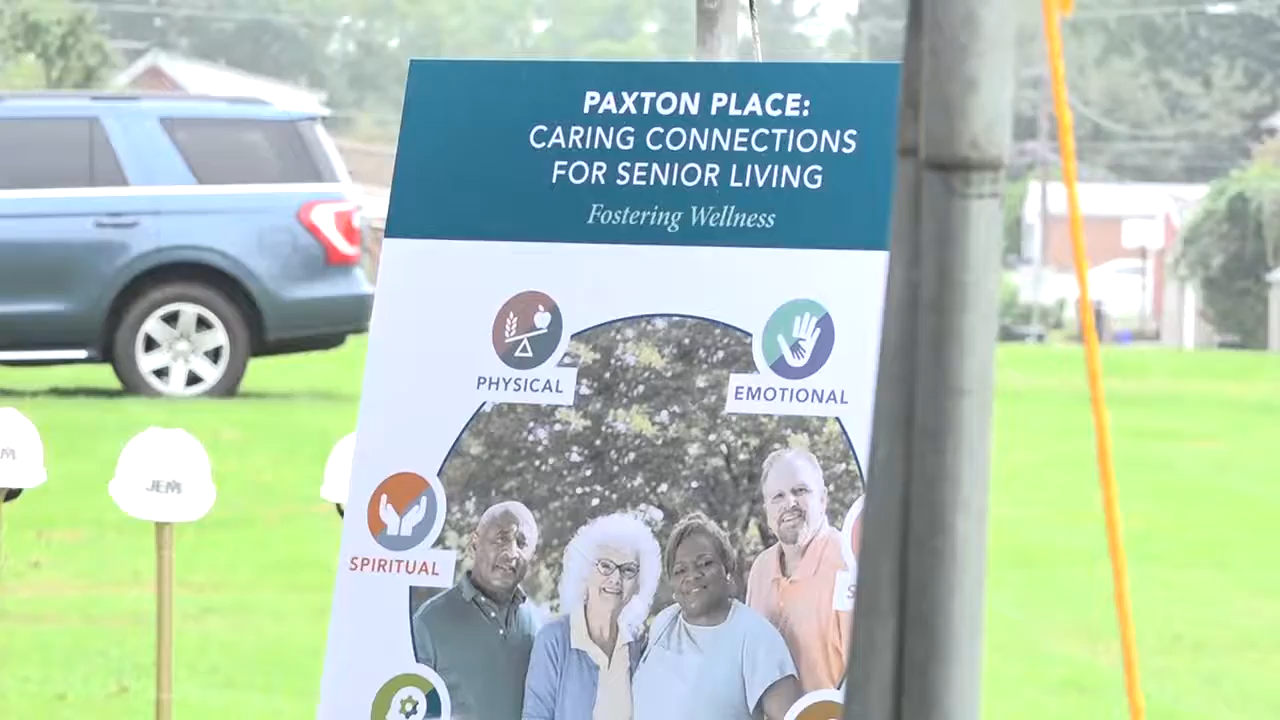 PAXTON PLACE:
CARING CONNECTIONS
FOR SENIOR LIVING
Fostering Wellness
PHYSICAL
EMOTIONAL
SPIRITUAL
JEM